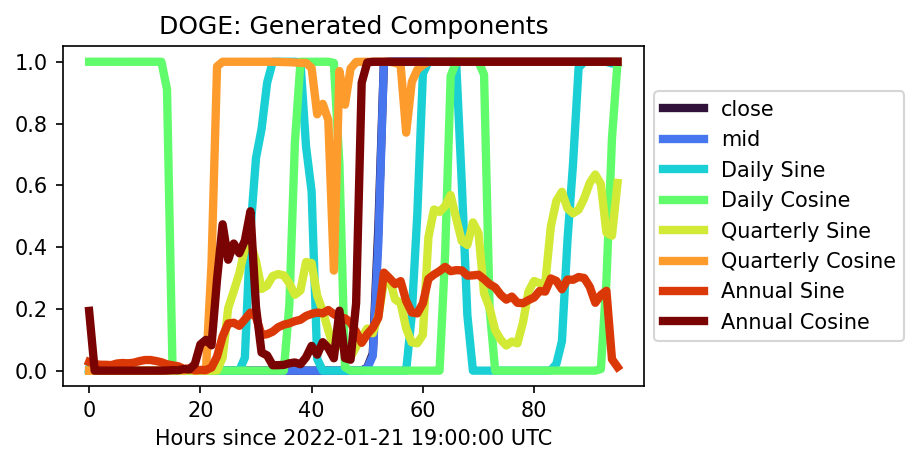 DOGE: Generated Components
1.0
0.8
0.6
0.4
0.2
0.0
0 20 40 60 80
Hours since 2022-01-21 19:00:00 UTC
close
mid
Daily Sine
Daily Cosine
Quarterly Sine
Quarterly Cosine
Annual Sine
Annual Cosine